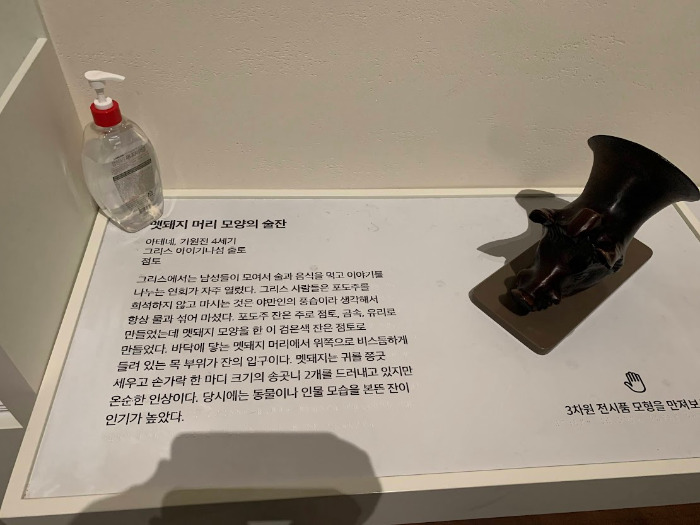 멧돼지 머리 모양의 술잔
아테네, 기원전 4세기
그리스 아이기나섬 출토
점토
그리스에서는 남성들이 모여서 술과 음식을 먹고 이야기를
나누는 연회가 자주 열렸다. 그리스 사람들은 포도주를
희석하지 않고 마시는 것은 야만인의 풍습이라 생각해서
항상 물과 섞어 마셨다. 포도주 잔은 주로 점토, 금속, 유리로
만들었는데 멧돼지 모양을 한 이 검은색 잔은 점토로
만들었다. 바닥에 닿는 멧돼지 머리에서 위쪽으로 비스듬하게
들려 있는 목 부위가 잔의 입구이다. 멧돼지는 귀를 쫑긋
세우고 손가락 한 마디 크기의 송곳니 2개를 드러내고 있지만
온순한 인상이다. 당시에는 동물이나 인물 모습을 본뜬 잔이
인기가 높았다.
3차원 전시품 모형을 만져보